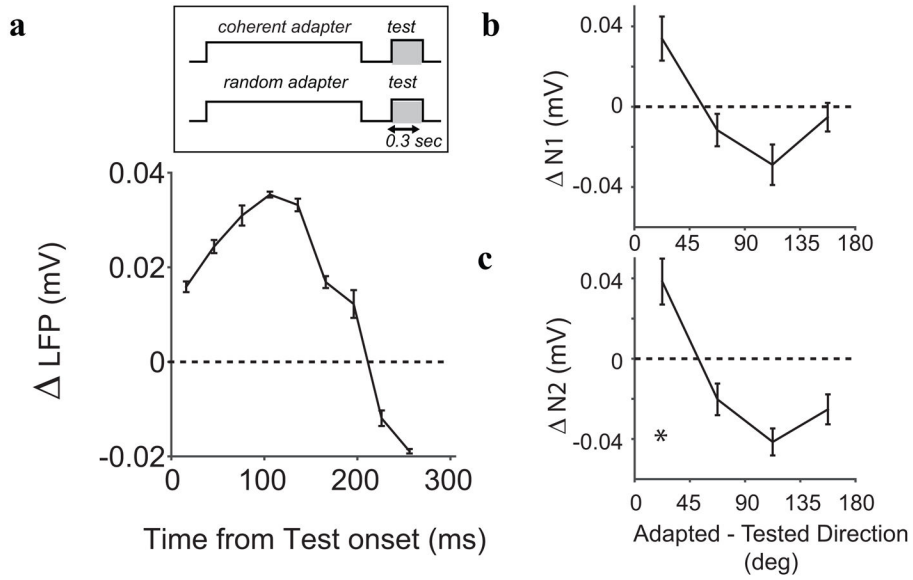 a
coherent adapter test
random adapter test
0.3 sec
0.04
0.02
0
-0.02
Δ LFP (mV)
0 100 200 300
Time from Test onset (ms)
b
0.04
0
-0.04
Δ N1 (mV)
0 45 90 135 180
c
0.04
0
-0.04
Δ N2 (mV)
*
0 45 90 135 180
Adapted - Tested Direction
(deg)